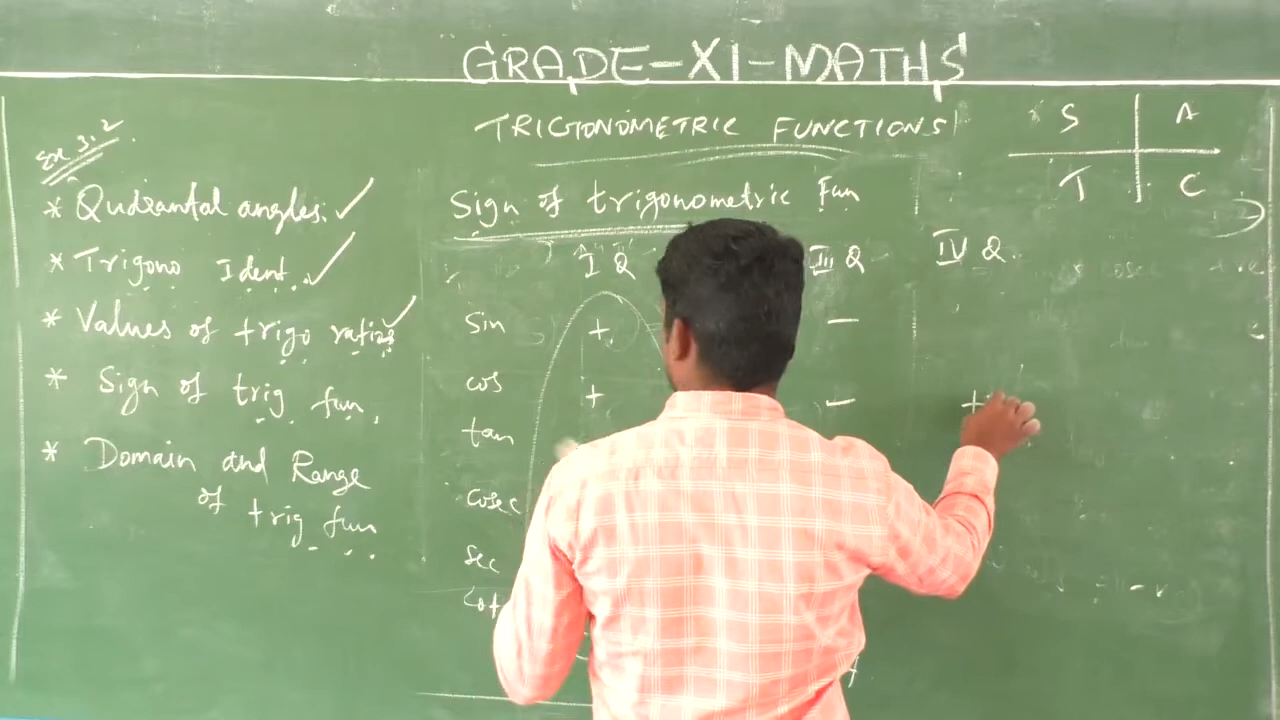 GRADE-XI-MATHS
TRIGTONOMETRIC FUNCTIONS
S A
T C
Ex 3.2
* Qudrantal angles.
* Trigono Ident.
* Values of trigo ratios
* Sign of trig fun.
* Domain and Range
of trig fun
Sign of trigonometric Fun
I Q III Q IV Q.
Sin + −
cos + − +
tan
Cosec
Sec
Cot